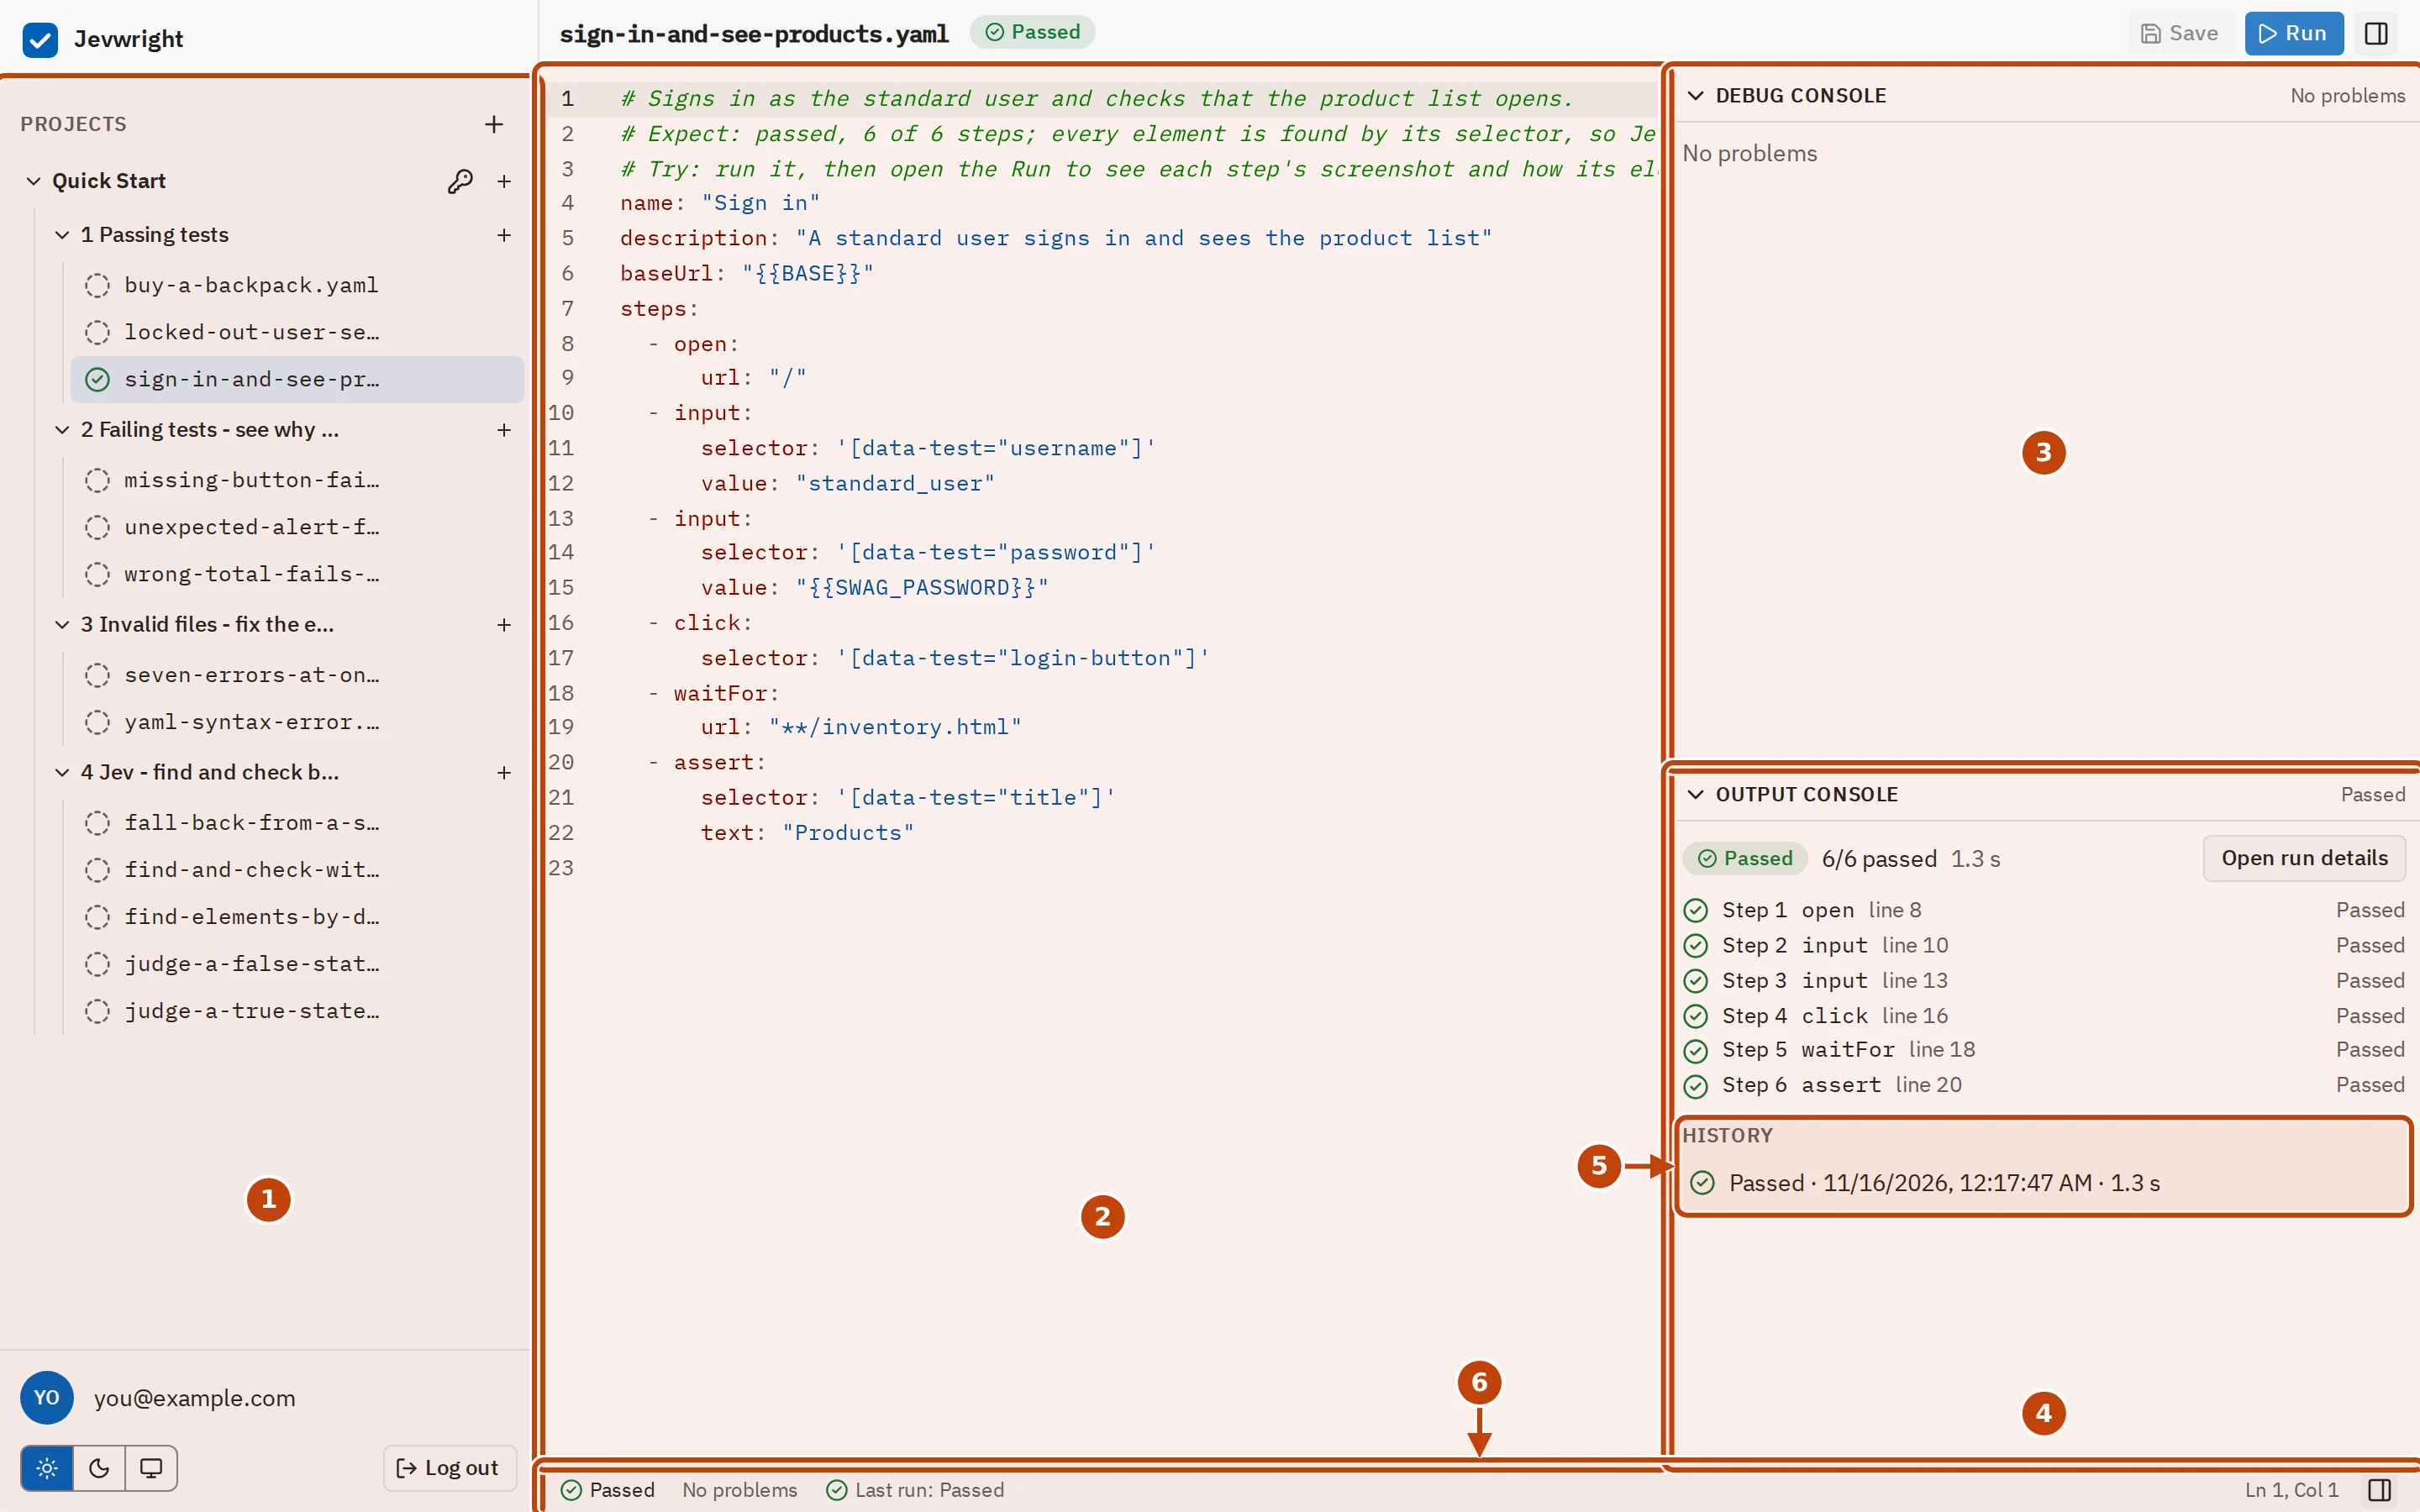 Jevwright
PROJECTS
Quick Start
1 Passing tests
buy-a-backpack.yaml
locked-out-user-se…
sign-in-and-see-pr…
2 Failing tests - see why ...
missing-button-fai…
unexpected-alert-f…
wrong-total-fails-…
3 Invalid files - fix the e...
seven-errors-at-on…
yaml-syntax-error.…
4 Jev - find and check b...
fall-back-from-a-s…
find-and-check-wit…
find-elements-by-d…
judge-a-false-stat…
judge-a-true-state…
1
YO you@example.com
Log out
sign-in-and-see-products.yaml Passed
Save Run
1 # Signs in as the standard user and checks that the product list opens.
2 # Expect: passed, 6 of 6 steps; every element is found by its selector, so Je
3 # Try: run it, then open the Run to see each step's screenshot and how its el
4 name: "Sign in"
5 description: "A standard user signs in and sees the product list"
6 baseUrl: "{{BASE}}"
7 steps:
8 - open:
9 url: "/"
10 - input:
11 selector: '[data-test="username"]'
12 value: "standard_user"
13 - input:
14 selector: '[data-test="password"]'
15 value: "{{SWAG_PASSWORD}}"
16 - click:
17 selector: '[data-test="login-button"]'
18 - waitFor:
19 url: "**/inventory.html"
20 - assert:
21 selector: '[data-test="title"]'
22 text: "Products"
23
2
DEBUG CONSOLE No problems
No problems
3
OUTPUT CONSOLE Passed
Passed 6/6 passed 1.3 s Open run details
Step 1 open line 8 Passed
Step 2 input line 10 Passed
Step 3 input line 13 Passed
Step 4 click line 16 Passed
Step 5 waitFor line 18 Passed
Step 6 assert line 20 Passed
HISTORY
5
Passed · 11/16/2026, 12:17:47 AM · 1.3 s
6
4
Passed No problems Last run: Passed Ln 1, Col 1